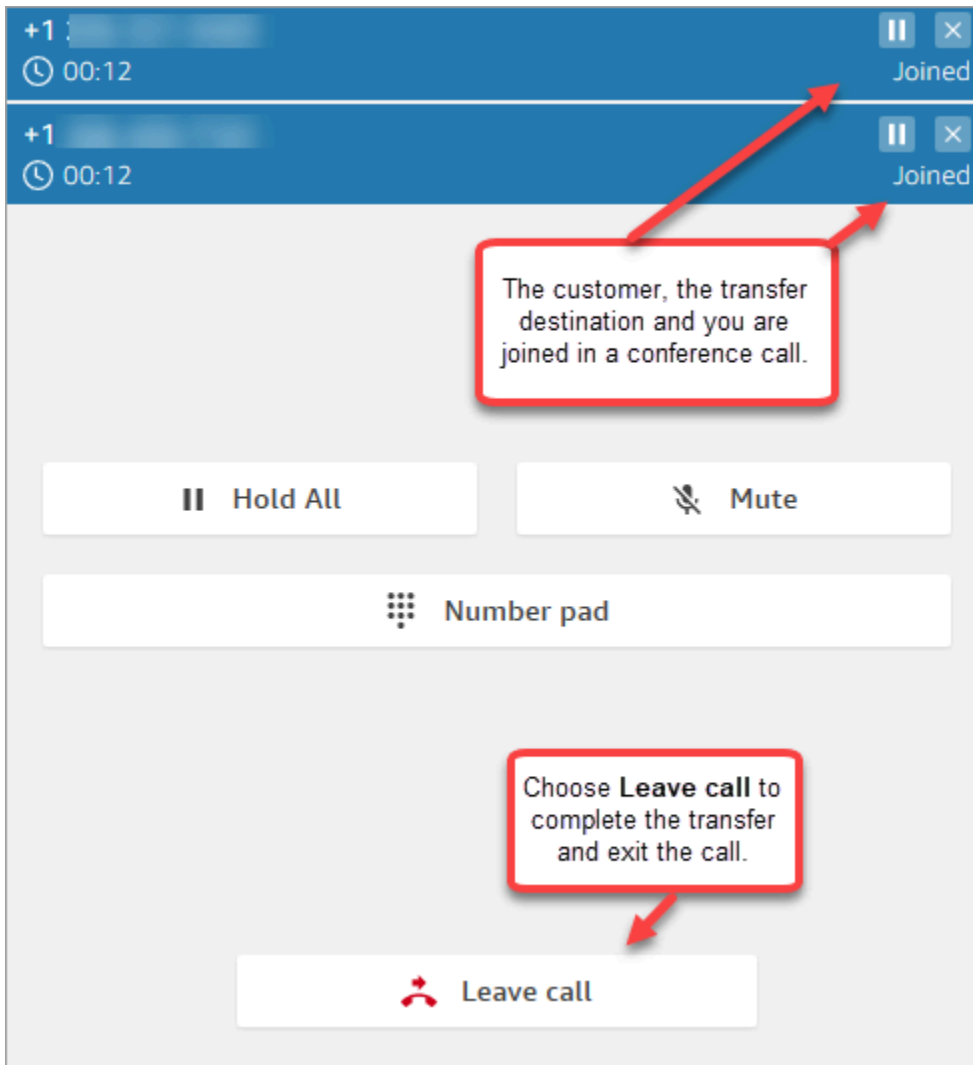 +1
00:12
Joined
+1
00:12
Joined
The customer, the transfer
destination and you are
joined in a conference call.
Hold All
Mute
Number pad
Choose Leave call to
complete the transfer
and exit the call.
Leave call